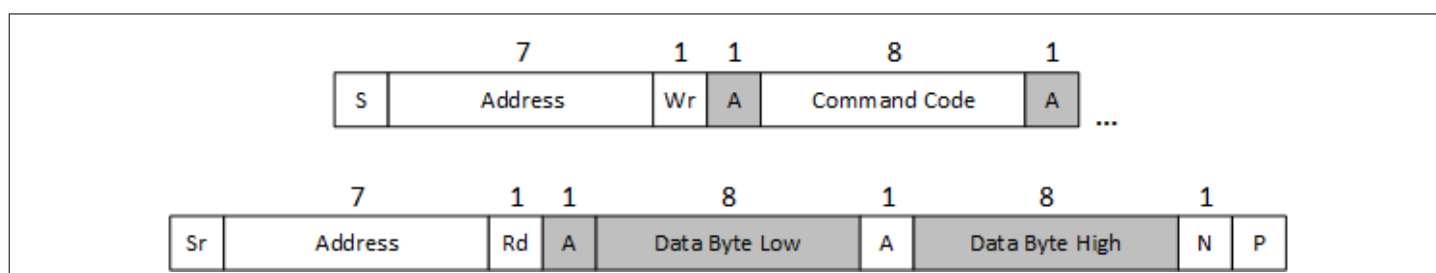 7 1 1 8 1
S Address Wr A Command Code A ...
7 1 1 8 1 8 1
Sr Address Rd A Data Byte Low A Data Byte High N P